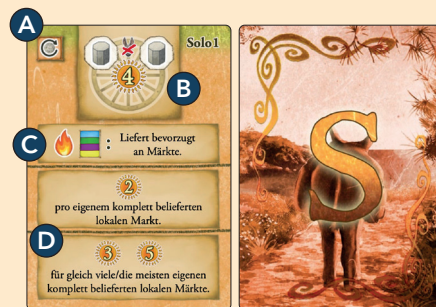 A
Solo1
4
B
C
: Liefert bevorzugt
an Märkte.
2
pro eigenem komplett belieferten
lokalen Markt.
D
3 5
für gleich viele/die meisten eigenen
komplett belieferten lokalen Märkte.
S